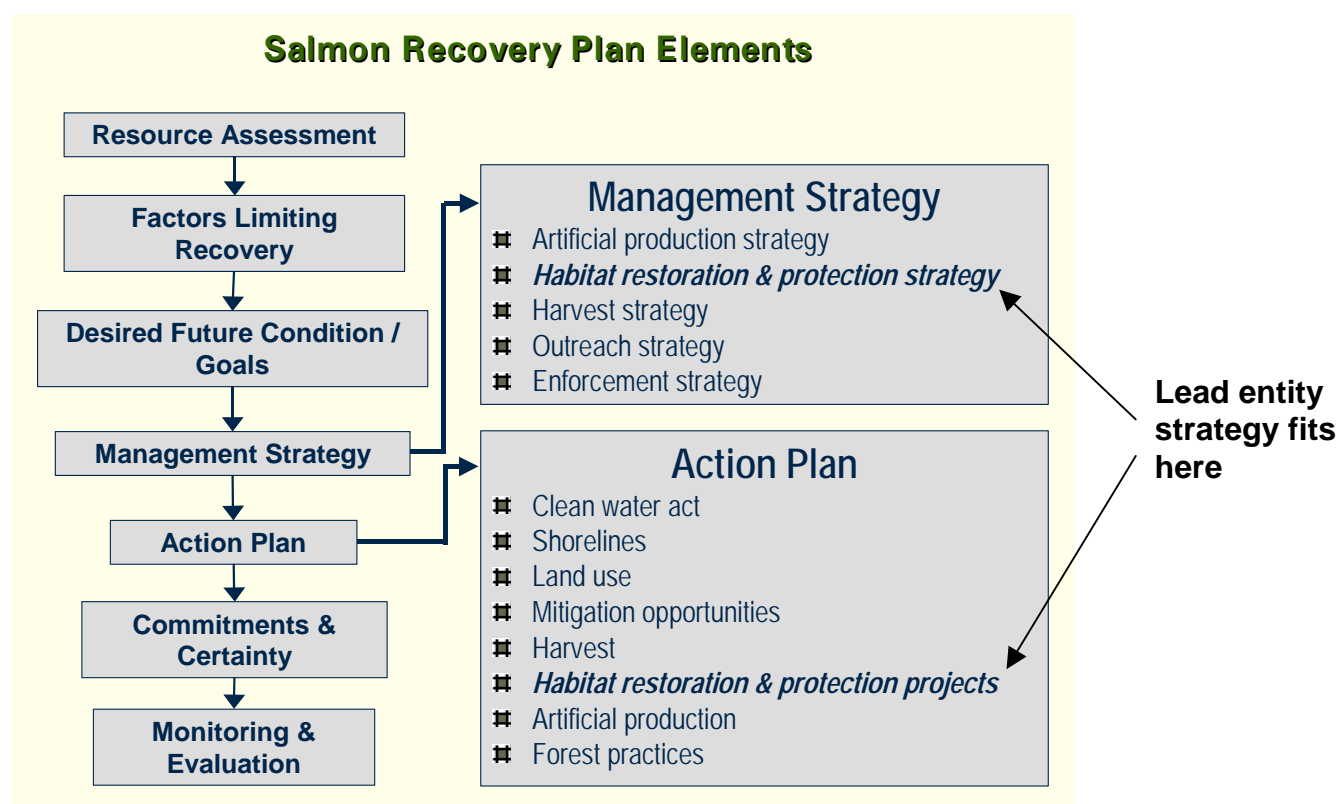 Salmon Recovery Plan Elements
Resource Assessment
Factors Limiting
Recovery
Desired Future Condition /
Goals
Management Strategy
Action Plan
Commitments &
Certainty
Monitoring &
Evaluation
Management Strategy
Artificial production strategy
Habitat restoration & protection strategy
Harvest strategy
Outreach strategy
Enforcement strategy
Action Plan
Clean water act
Shorelines
Land use
Mitigation opportunities
Harvest
Habitat restoration & protection projects
Artificial production
Forest practices
Lead entity
strategy fits
here